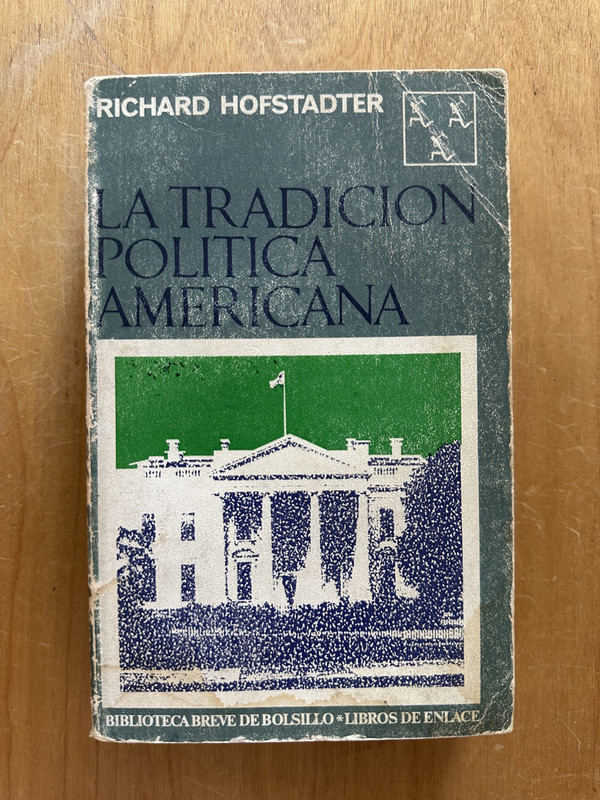 RICHARD HOFSTADTER
LA TRADICION
POLITICA
AMERICANA
BIBLIOTECA BREVE DE BOLSILLO * LIBROS DE ENLACE